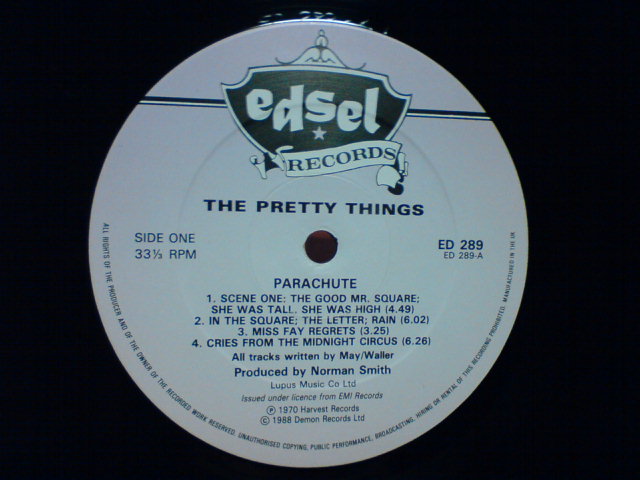 edsel
RECORDS
THE PRETTY THINGS
SIDE ONE
33⅓ RPM
ED 289
ED 289-A
PARACHUTE
1. SCENE ONE; THE GOOD MR. SQUARE;
SHE WAS TALL, SHE WAS HIGH (4.49)
2. IN THE SQUARE; THE LETTER; RAIN (6.02)
3. MISS FAY REGRETS (3.25)
4. CRIES FROM THE MIDNIGHT CIRCUS (6.26)
All tracks written by May/Waller
Produced by Norman Smith
Lupus Music Co Ltd
Issued under licence from EMI Records
Ⓟ 1970 Harvest Records
© 1988 Demon Records Ltd
ALL RIGHTS OF THE PRODUCER AND OF THE OWNER OF THE RECORDED WORK RESERVED. UNAUTHORISED COPYING, PUBLIC PERFORMANCE, BROADCASTING, HIRING OR RENTAL OF THIS RECORDING PROHIBITED. MANUFACTURED IN THE UK.